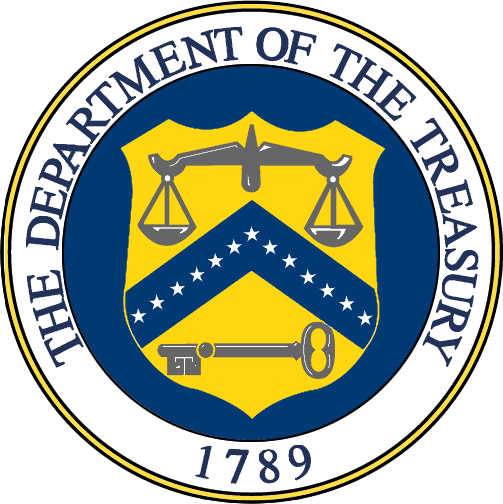 THE DEPARTMENT OF THE TREASURY
1789